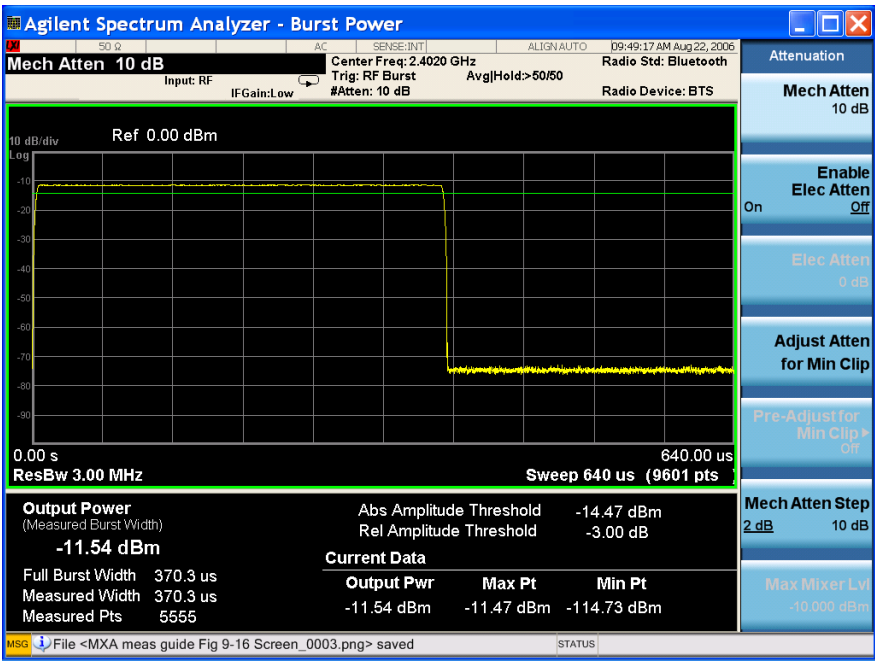 Agilent Spectrum Analyzer - Burst Power
50 Ω AC SENSE:INT ALIGN AUTO 09:49:17 AM Aug 22, 2006
Mech Atten 10 dB
Input: RF
IFGain:Low
Center Freq: 2.4020 GHz
Trig: RF Burst Avg|Hold:>50/50
#Atten: 10 dB
Radio Std: Bluetooth
Radio Device: BTS
10 dB/div
Ref 0.00 dBm
Log
-10
-20
-30
-40
-50
-60
-70
-80
-90
0.00 s 640.00 us
ResBw 3.00 MHz Sweep 640 us (9601 pts
Output Power
(Measured Burst Width)
-11.54 dBm
Full Burst Width 370.3 us
Measured Width 370.3 us
Measured Pts 5555
Abs Amplitude Threshold -14.47 dBm
Rel Amplitude Threshold -3.00 dB
Current Data
Output Pwr Max Pt Min Pt
-11.54 dBm -11.47 dBm -114.73 dBm
Attenuation
Mech Atten
10 dB
Enable
Elec Atten
On Off
Elec Atten
0 dB
Adjust Atten
for Min Clip
Pre-Adjust for
Min Clip
Off
Mech Atten Step
2 dB 10 dB
Max Mixer Lvl
-10.000 dBm
MSG File <MXA meas guide Fig 9-16 Screen_0003.png> saved STATUS